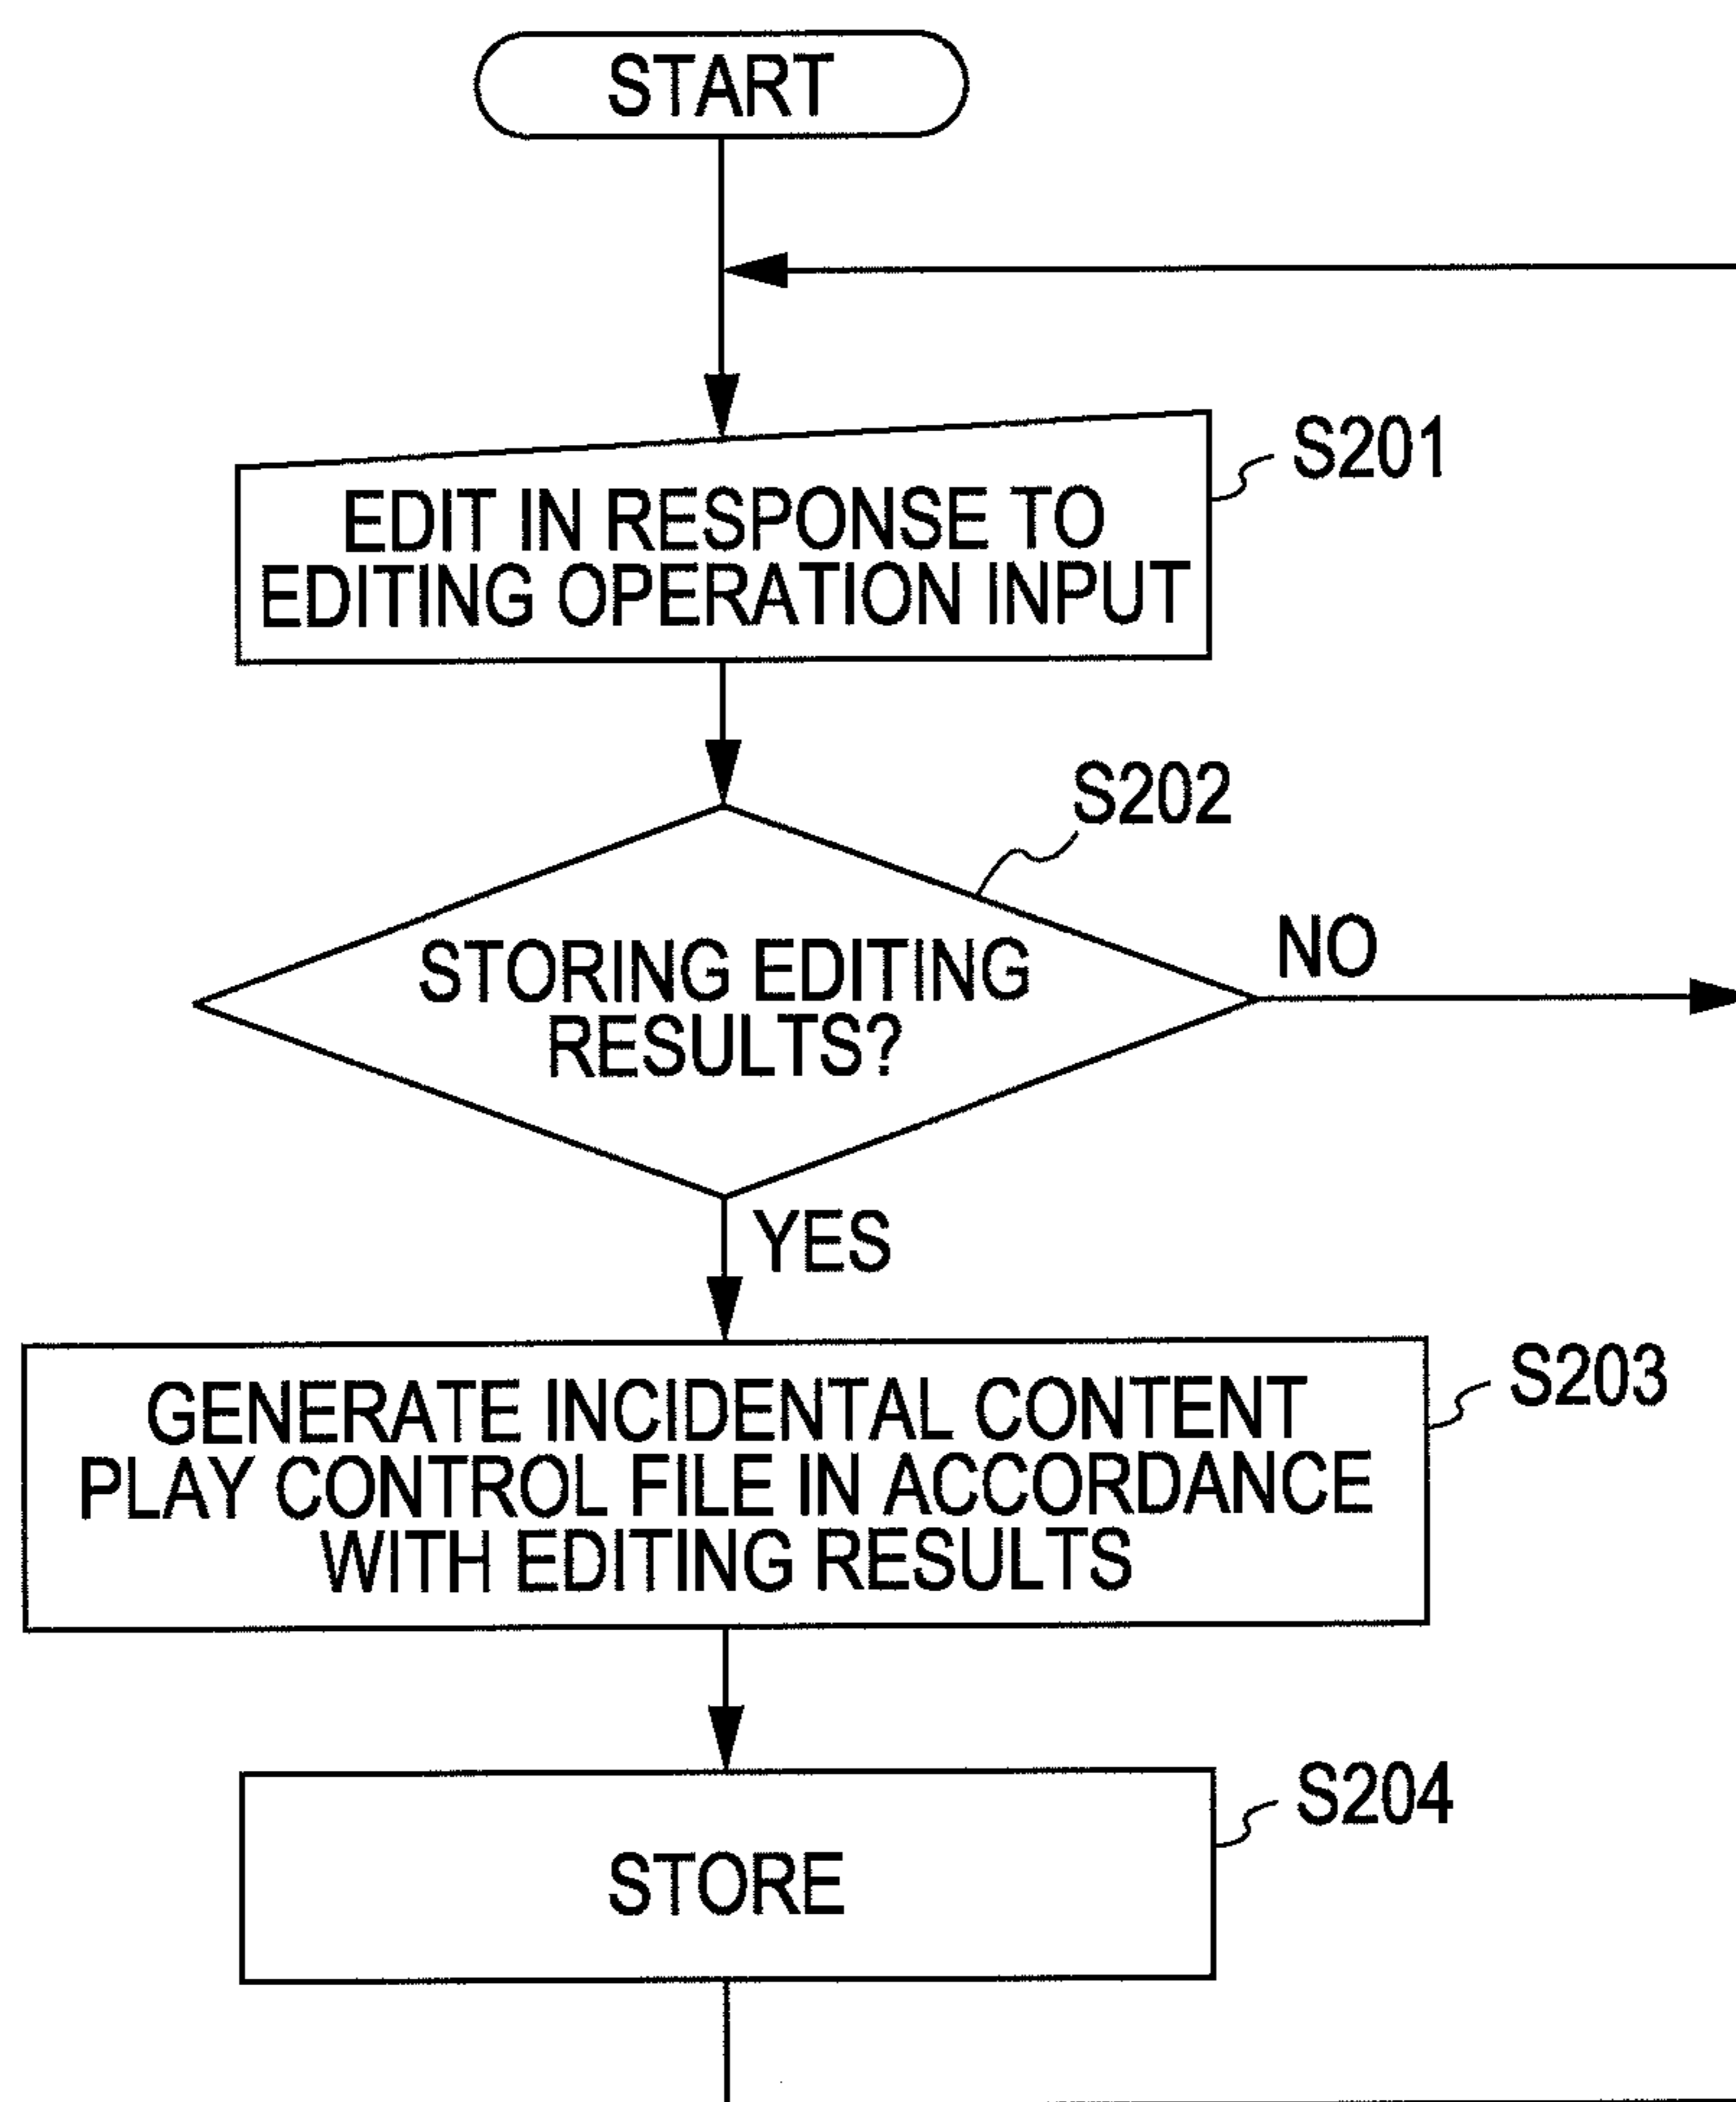 START
S201
EDIT IN RESPONSE TO
EDITING OPERATION INPUT
S202
STORING EDITING
RESULTS?
NO
YES
S203
GENERATE INCIDENTAL CONTENT
PLAY CONTROL FILE IN ACCORDANCE
WITH EDITING RESULTS
S204
STORE